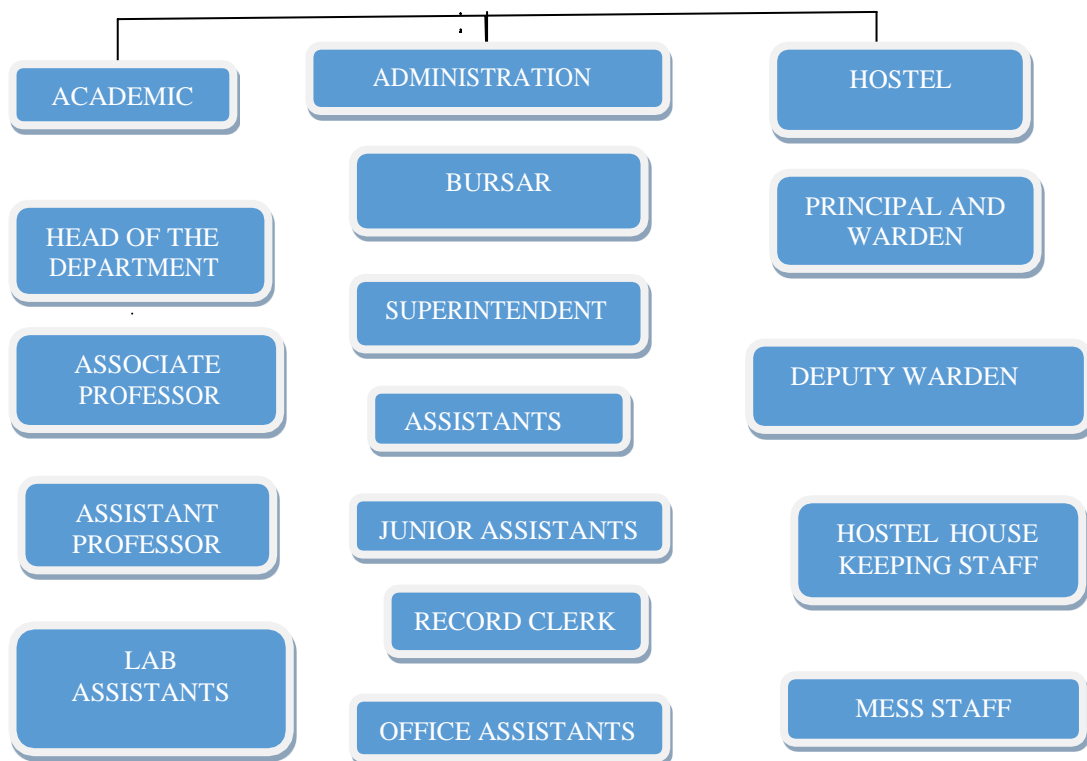 ACADEMIC
HEAD OF THE
DEPARTMENT
ASSOCIATE
PROFESSOR
ASSISTANT
PROFESSOR
LAB
ASSISTANTS
ADMINISTRATION
BURSAR
SUPERINTENDENT
ASSISTANTS
JUNIOR ASSISTANTS
RECORD CLERK
OFFICE ASSISTANTS
HOSTEL
PRINCIPAL AND
WARDEN
DEPUTY WARDEN
HOSTEL HOUSE
KEEPING STAFF
MESS STAFF